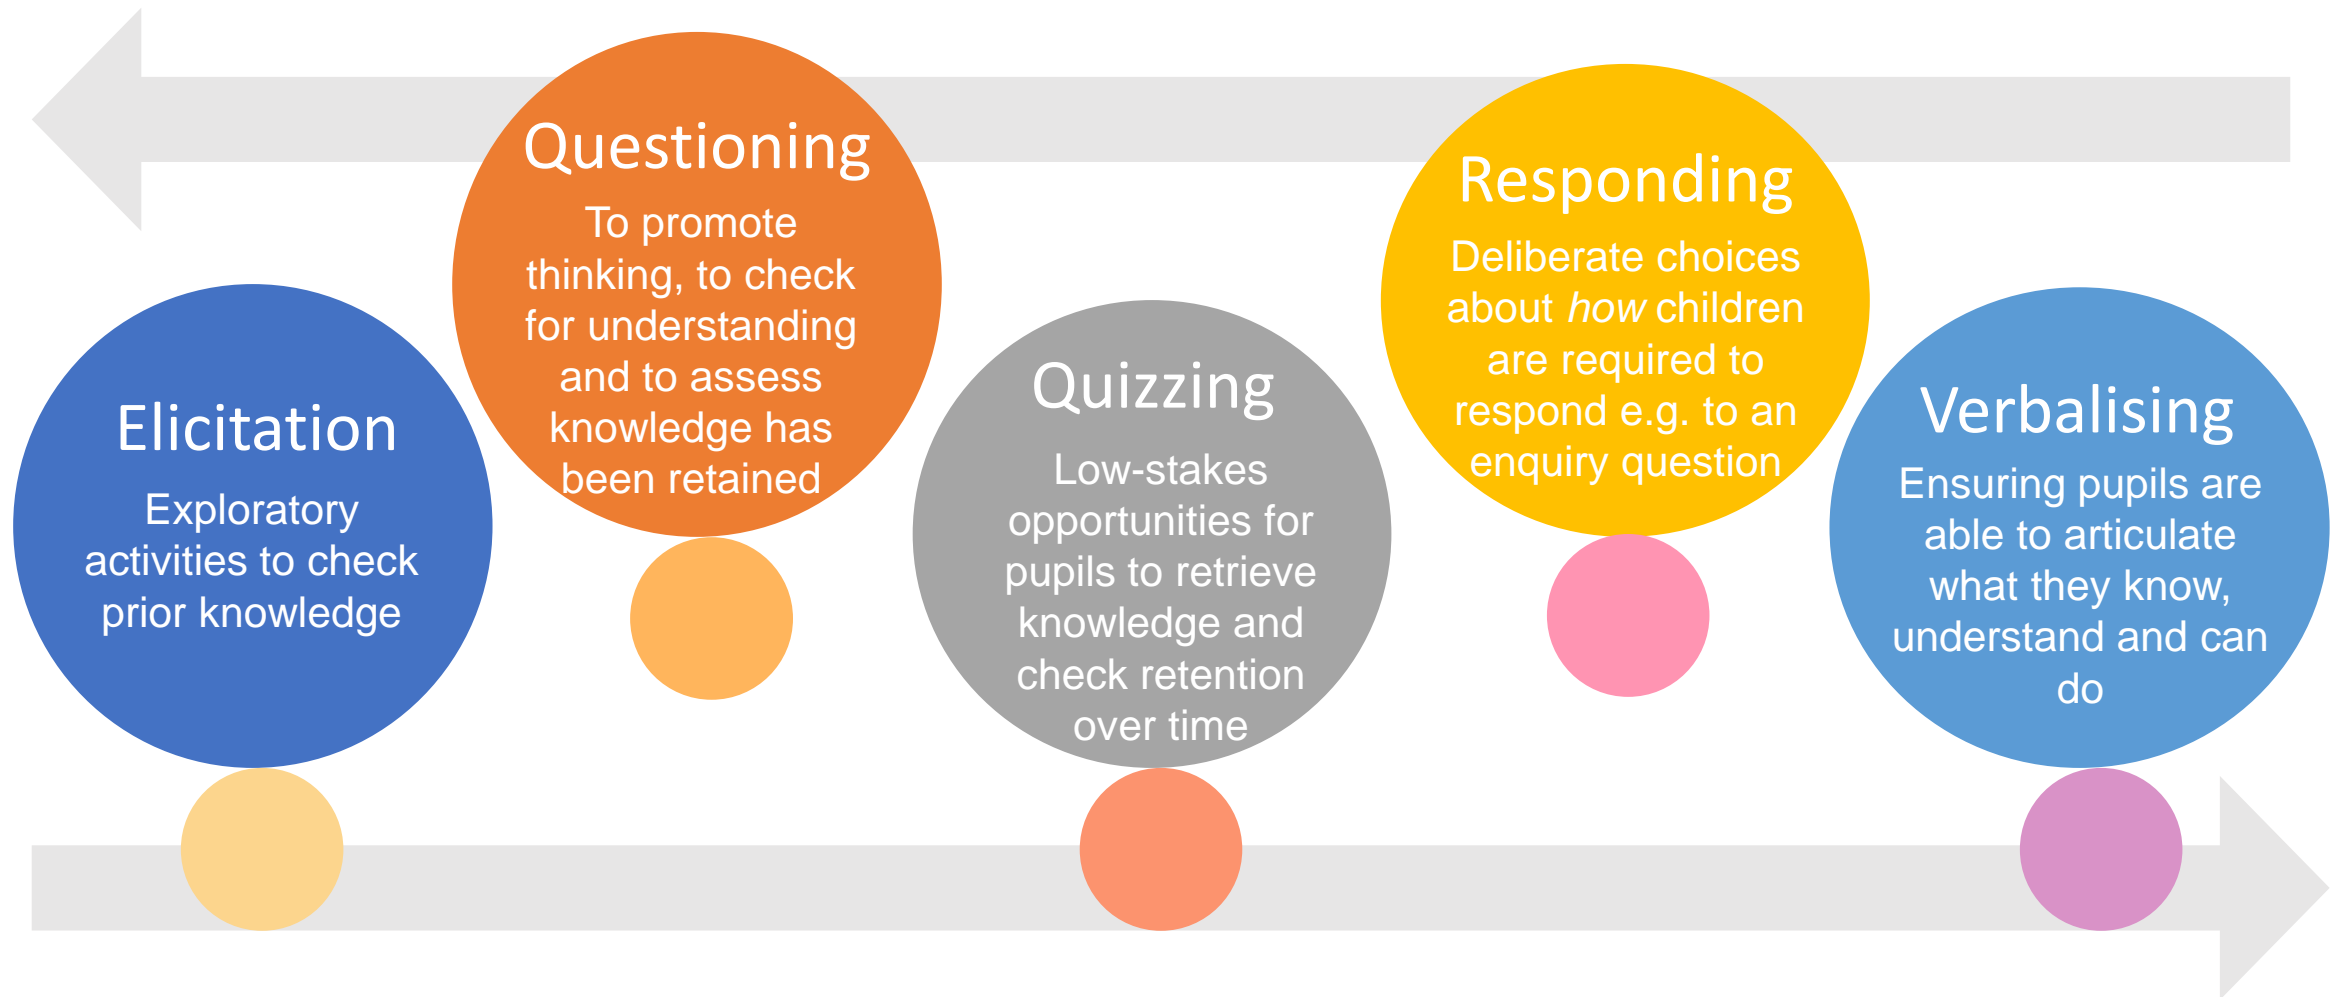 Elicitation
Exploratory
activities to check
prior knowledge
Questioning
To promote
thinking, to check
for understanding
and to assess
knowledge has
been retained
Quizzing
Low-stakes
opportunities for
pupils to retrieve
knowledge and
check retention
over time
Responding
Deliberate choices
about how children
are required to
respond e.g. to an
enquiry question
Verbalising
Ensuring pupils are
able to articulate
what they know,
understand and can
do